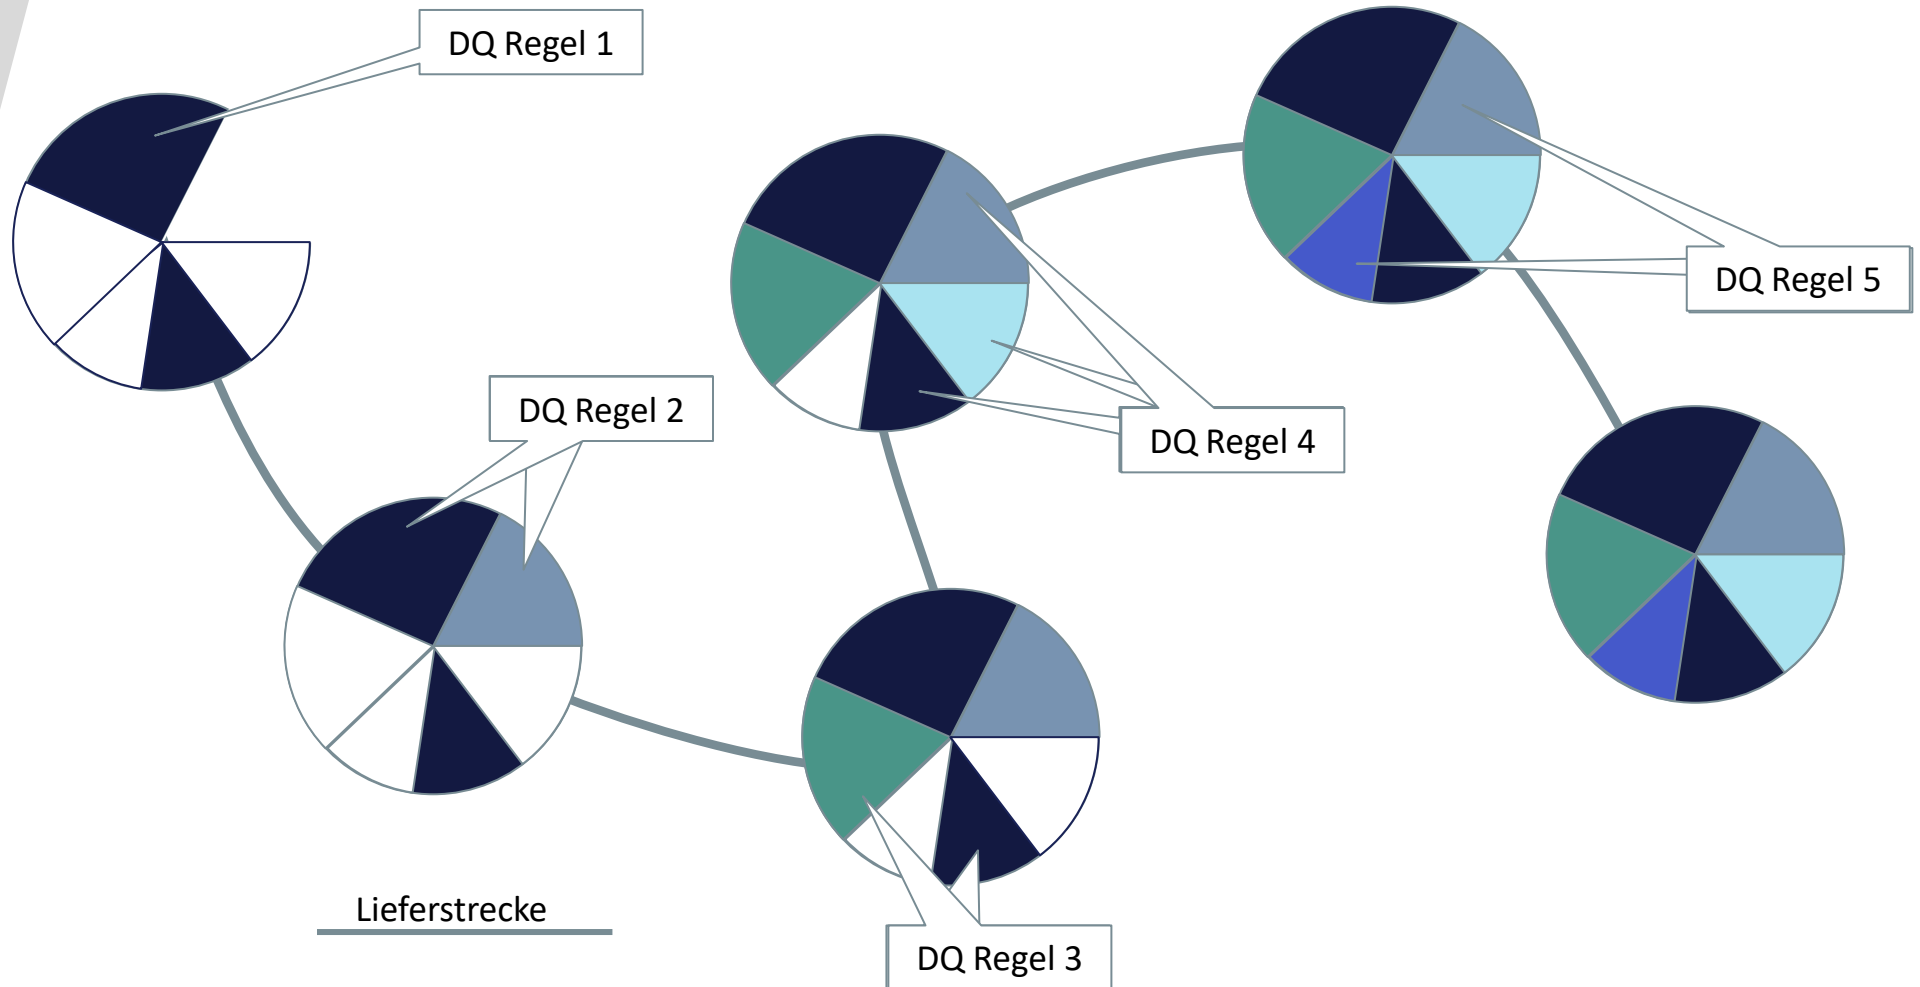 DQ Regel 1
DQ Regel 2
DQ Regel 4
DQ Regel 5
Lieferstrecke
DQ Regel 3